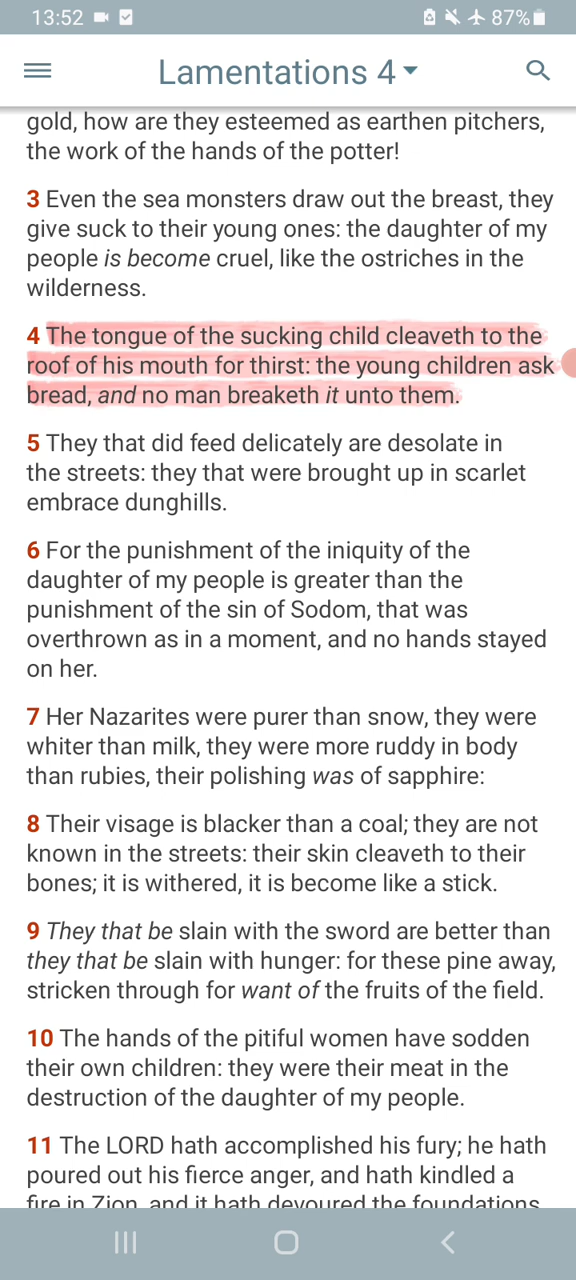 13:52
87%
Lamentations 4
gold, how are they esteemed as earthen pitchers,
the work of the hands of the potter!
3 Even the sea monsters draw out the breast, they
give suck to their young ones: the daughter of my
people is become cruel, like the ostriches in the
wilderness.
4 The tongue of the sucking child cleaveth to the
roof of his mouth for thirst: the young children ask
bread, and no man breaketh it unto them.
5 They that did feed delicately are desolate in
the streets: they that were brought up in scarlet
embrace dunghills.
6 For the punishment of the iniquity of the
daughter of my people is greater than the
punishment of the sin of Sodom, that was
overthrown as in a moment, and no hands stayed
on her.
7 Her Nazarites were purer than snow, they were
whiter than milk, they were more ruddy in body
than rubies, their polishing was of sapphire:
8 Their visage is blacker than a coal; they are not
known in the streets: their skin cleaveth to their
bones; it is withered, it is become like a stick.
9 They that be slain with the sword are better than
they that be slain with hunger: for these pine away,
stricken through for want of the fruits of the field.
10 The hands of the pitiful women have sodden
their own children: they were their meat in the
destruction of the daughter of my people.
11 The LORD hath accomplished his fury; he hath
poured out his fierce anger, and hath kindled a
fire in Zion, and it hath devoured the foundations